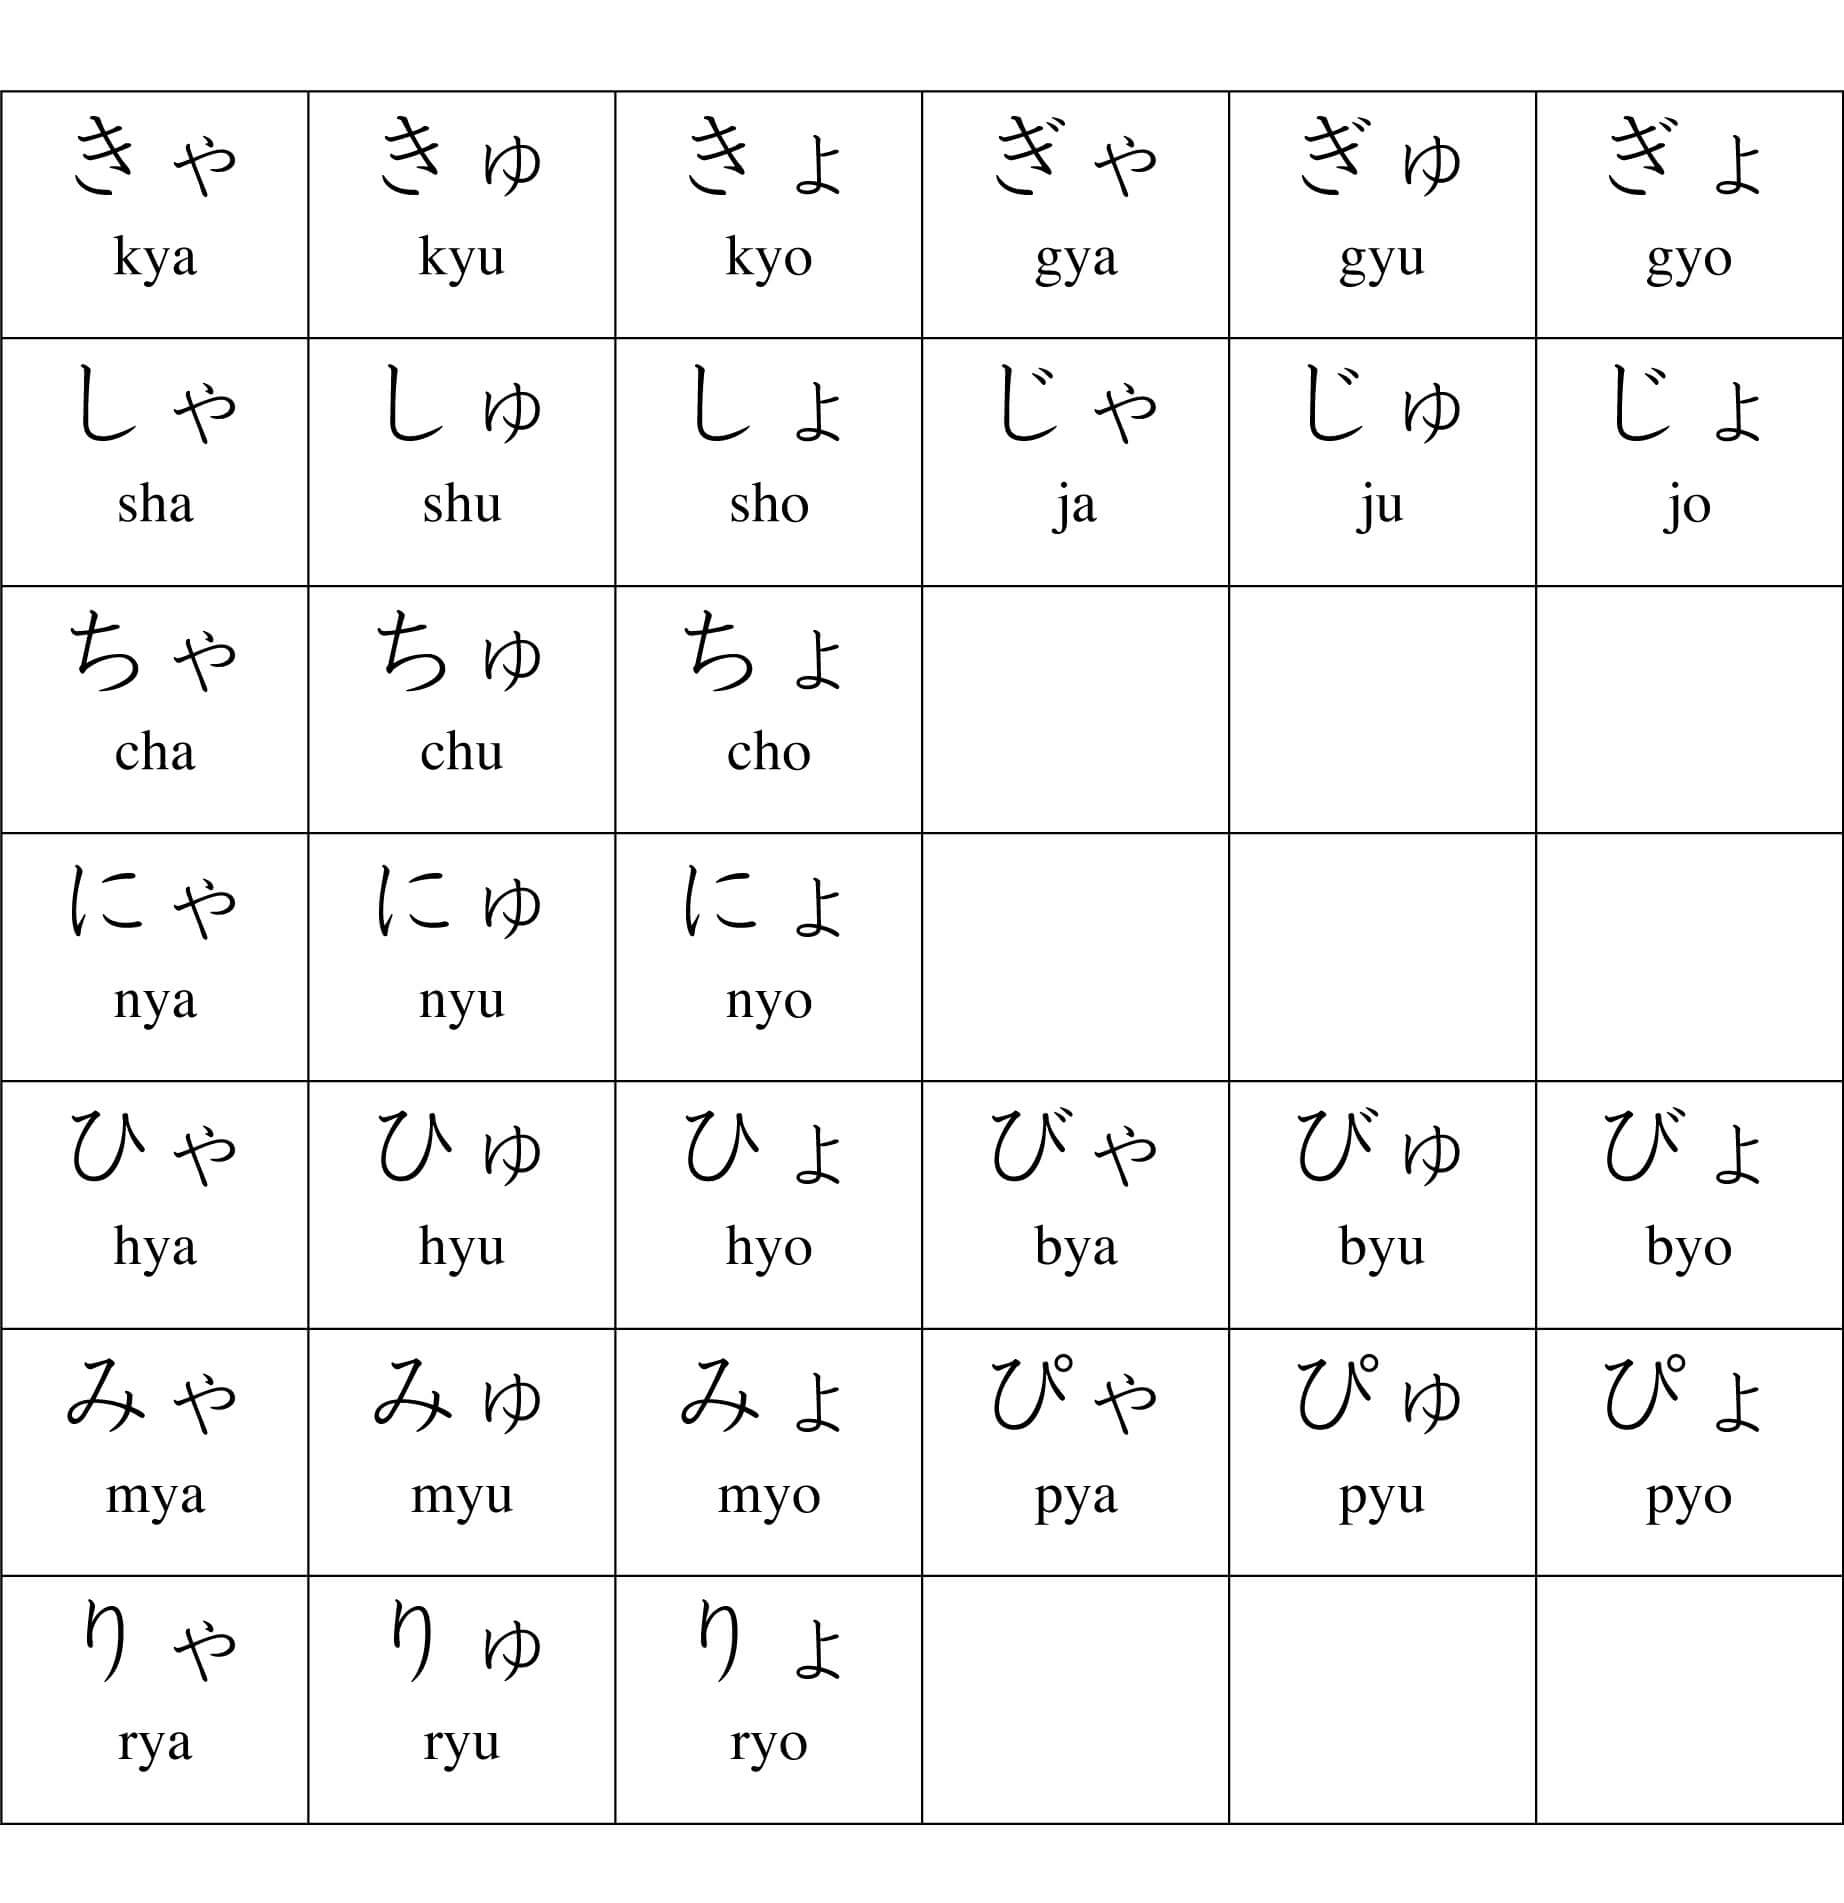 きゃ きゅ きょ ぎゃ ぎゅ ぎょ
kya kyu kyo gya gyu gyo
しゃ しゅ しょ じゃ じゅ じょ
sha shu sho ja ju jo
ちゃ ちゅ ちょ
cha chu cho
にゃ にゅ にょ
nya nyu nyo
ひゃ ひゅ ひょ びゃ びゅ びょ
hya hyu hyo bya byu byo
みゃ みゅ みょ ぴゃ ぴゅ ぴょ
mya myu myo pya pyu pyo
りゃ りゅ りょ
rya ryu ryo